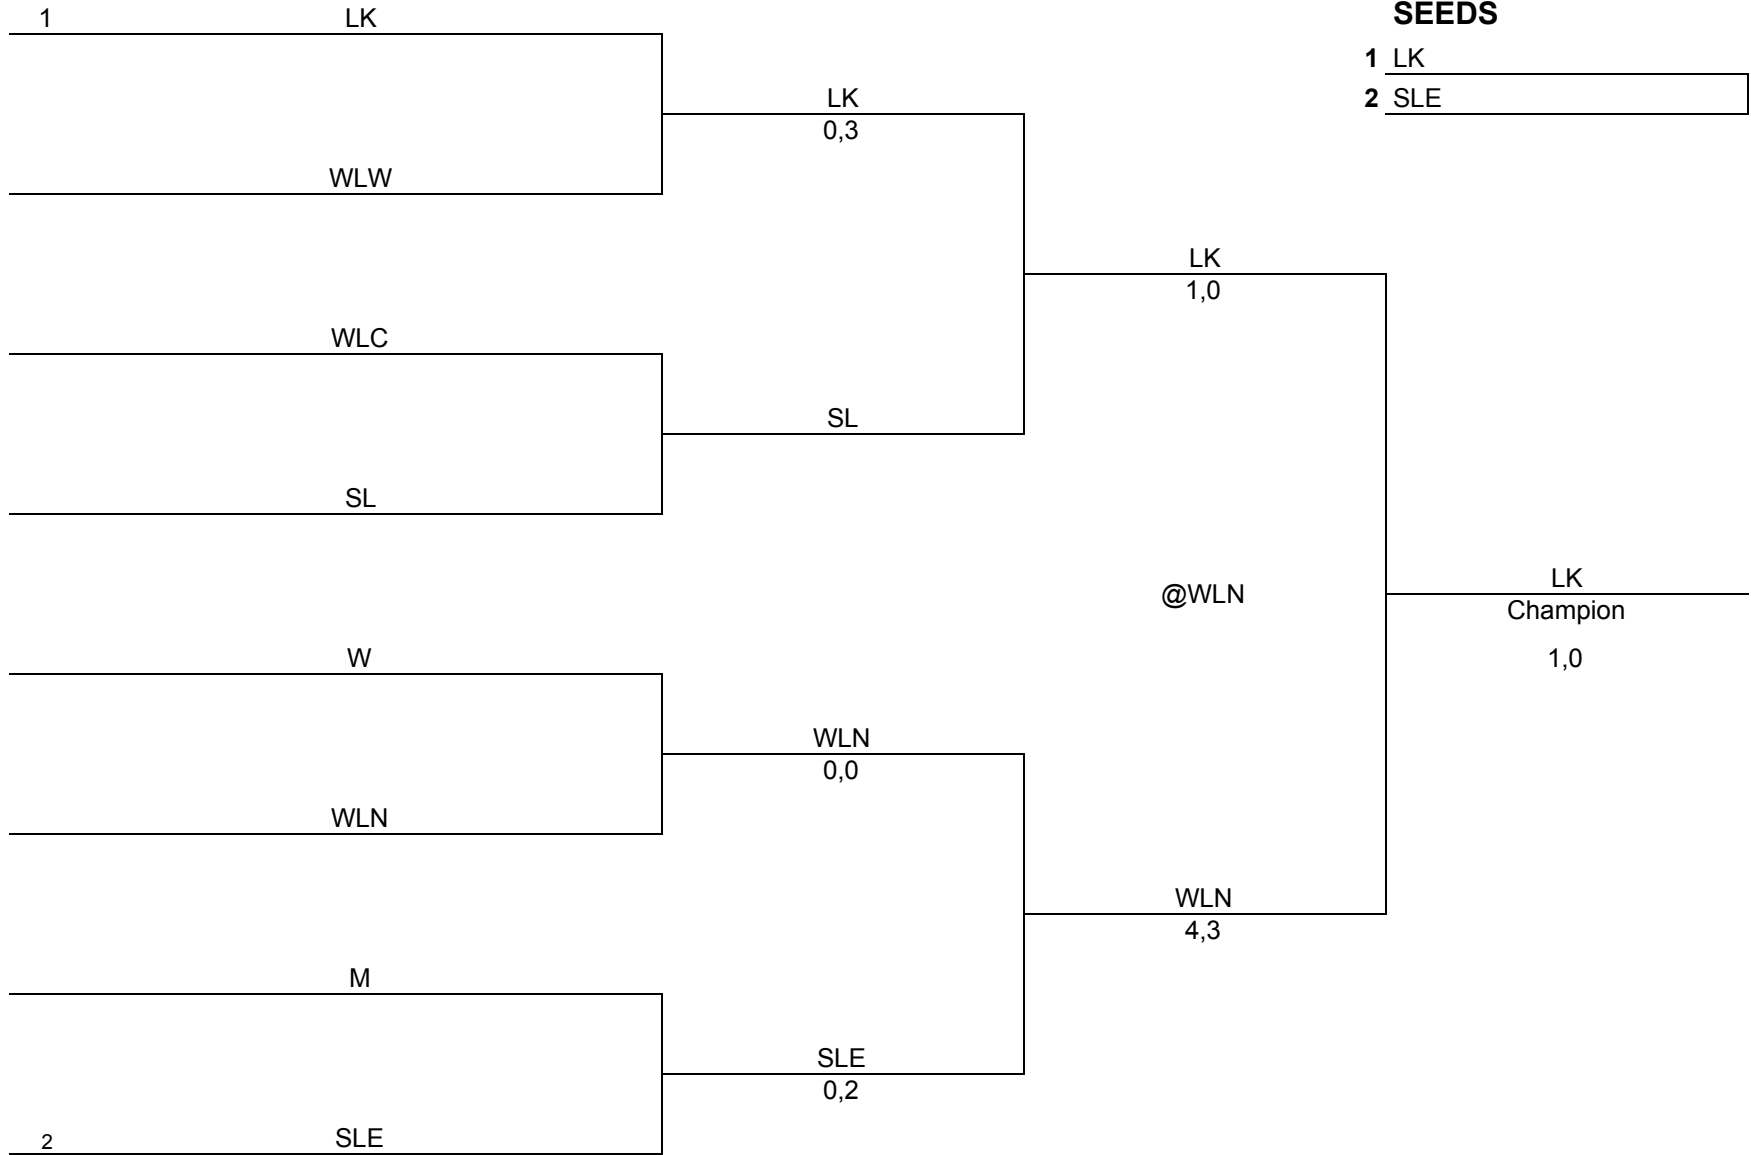 1 LK
SEEDS
1 LK
2 SLE
LK
0,3
WLW
LK
1,0
WLC
SL
SL
@WLN
LK
Champion
1,0
W
WLN
0,0
WLN
WLN
4,3
M
SLE
0,2
2 SLE